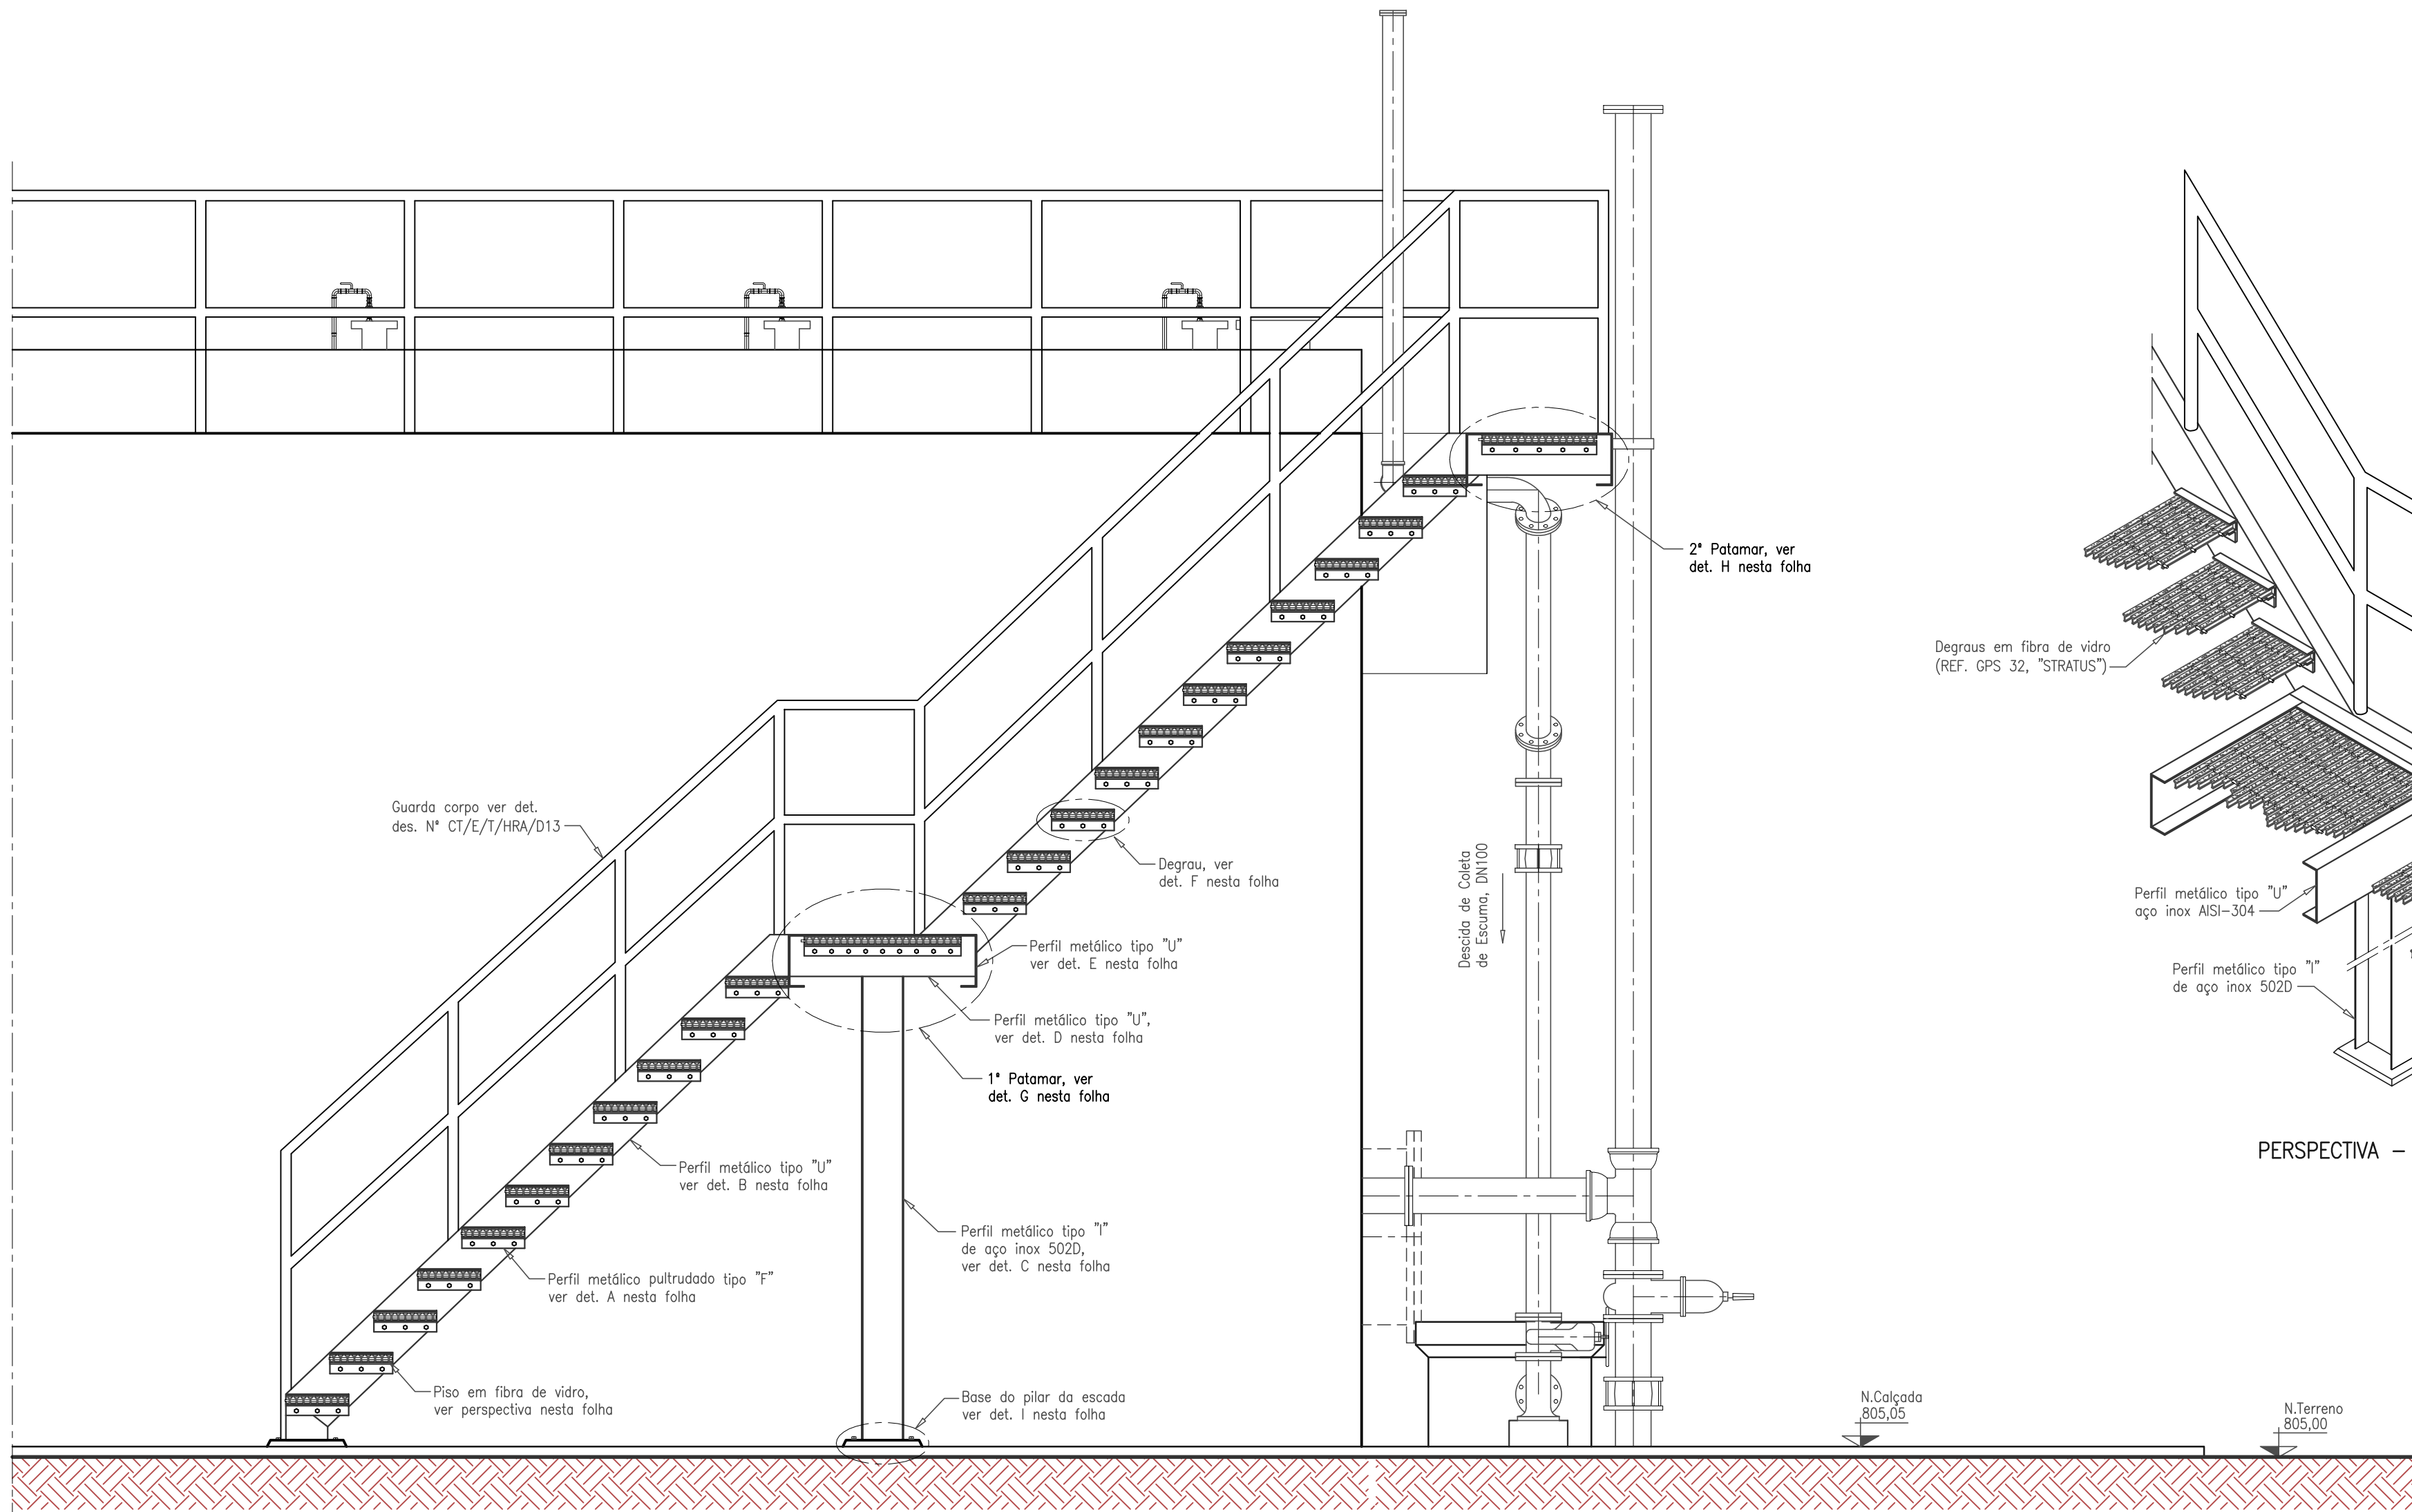 2° Patamar, ver
det. H nesta folha
Degraus em fibra de vidro
(REF. GPS 32, "STRATUS")
Guarda corpo ver det.
des. N° CT/E/T/HRA/D13
Degrau, ver
det. F nesta folha
Descida de Coleta
de Escuma, DN100
Perfil metálico tipo "U"
aço inox AISI-304
Perfil metálico tipo "U"
ver det. E nesta folha
Perfil metálico tipo "I"
de aço inox 502D
Perfil metálico tipo "U",
ver det. D nesta folha
1° Patamar, ver
det. G nesta folha
PERSPECTIVA -
Perfil metálico tipo "U"
ver det. B nesta folha
Perfil metálico tipo "I"
de aço inox 502D,
ver det. C nesta folha
Perfil metálico pultrudado tipo "F"
ver det. A nesta folha
Piso em fibra de vidro,
ver perspectiva nesta folha
Base do pilar da escada
ver det. I nesta folha
N.Calçada
805,05
N.Terreno
805,00